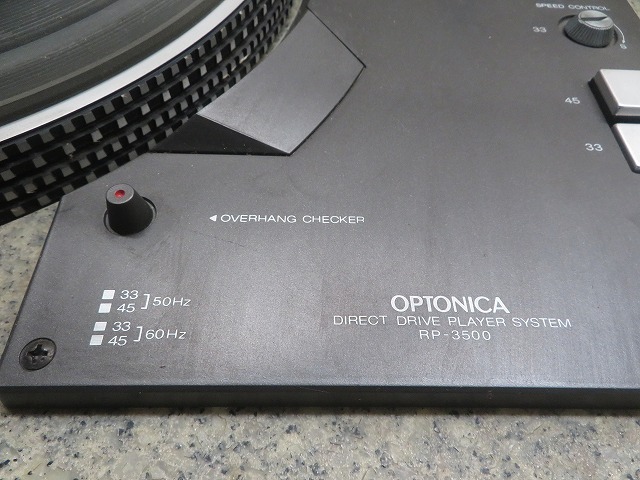 SPEED CONTROL
33
45
33
◄ OVERHANG CHECKER
33
45
50Hz
33
45
60Hz
OPTONICA
DIRECT DRIVE PLAYER SYSTEM
RP-3500